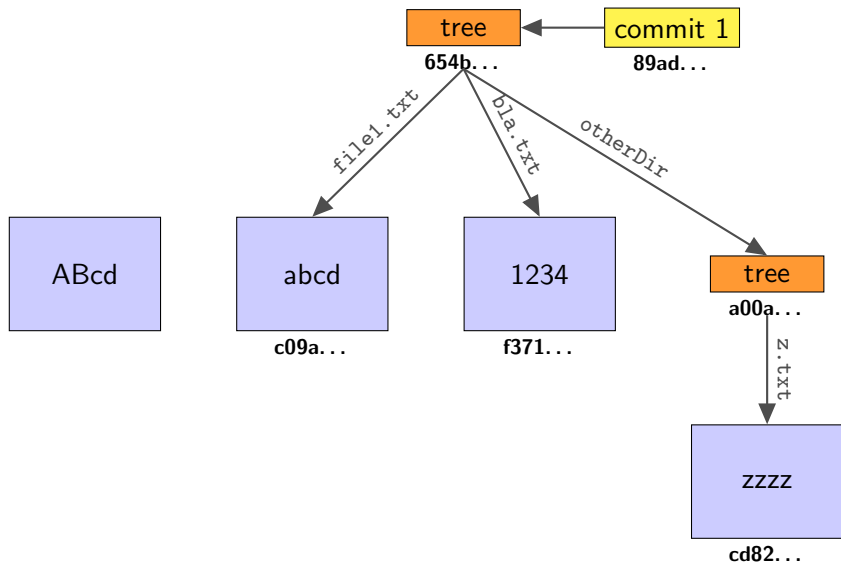 tree
commit 1
654b...
89ad...
file1.txt
bla.txt
otherDir
ABcd
abcd
1234
tree
c09a...
f371...
a00a...
z.txt
zzzz
cd82...